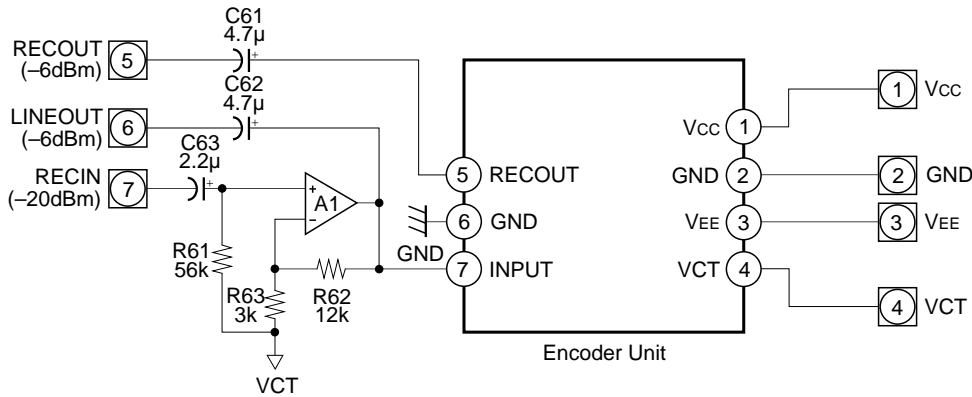 C61
4.7µ
RECOUT
(–6dBm)
5
C62
4.7µ
LINEOUT
(–6dBm)
6
C63
2.2µ
RECIN
(–20dBm)
7
+
+
+
+
–
A1
R61
56k
R63
3k
R62
12k
VCT
GND
5 RECOUT
6 GND
7 INPUT
VCC 1
GND 2
VEE 3
VCT 4
Encoder Unit
1 VCC
2 GND
3 VEE
4 VCT